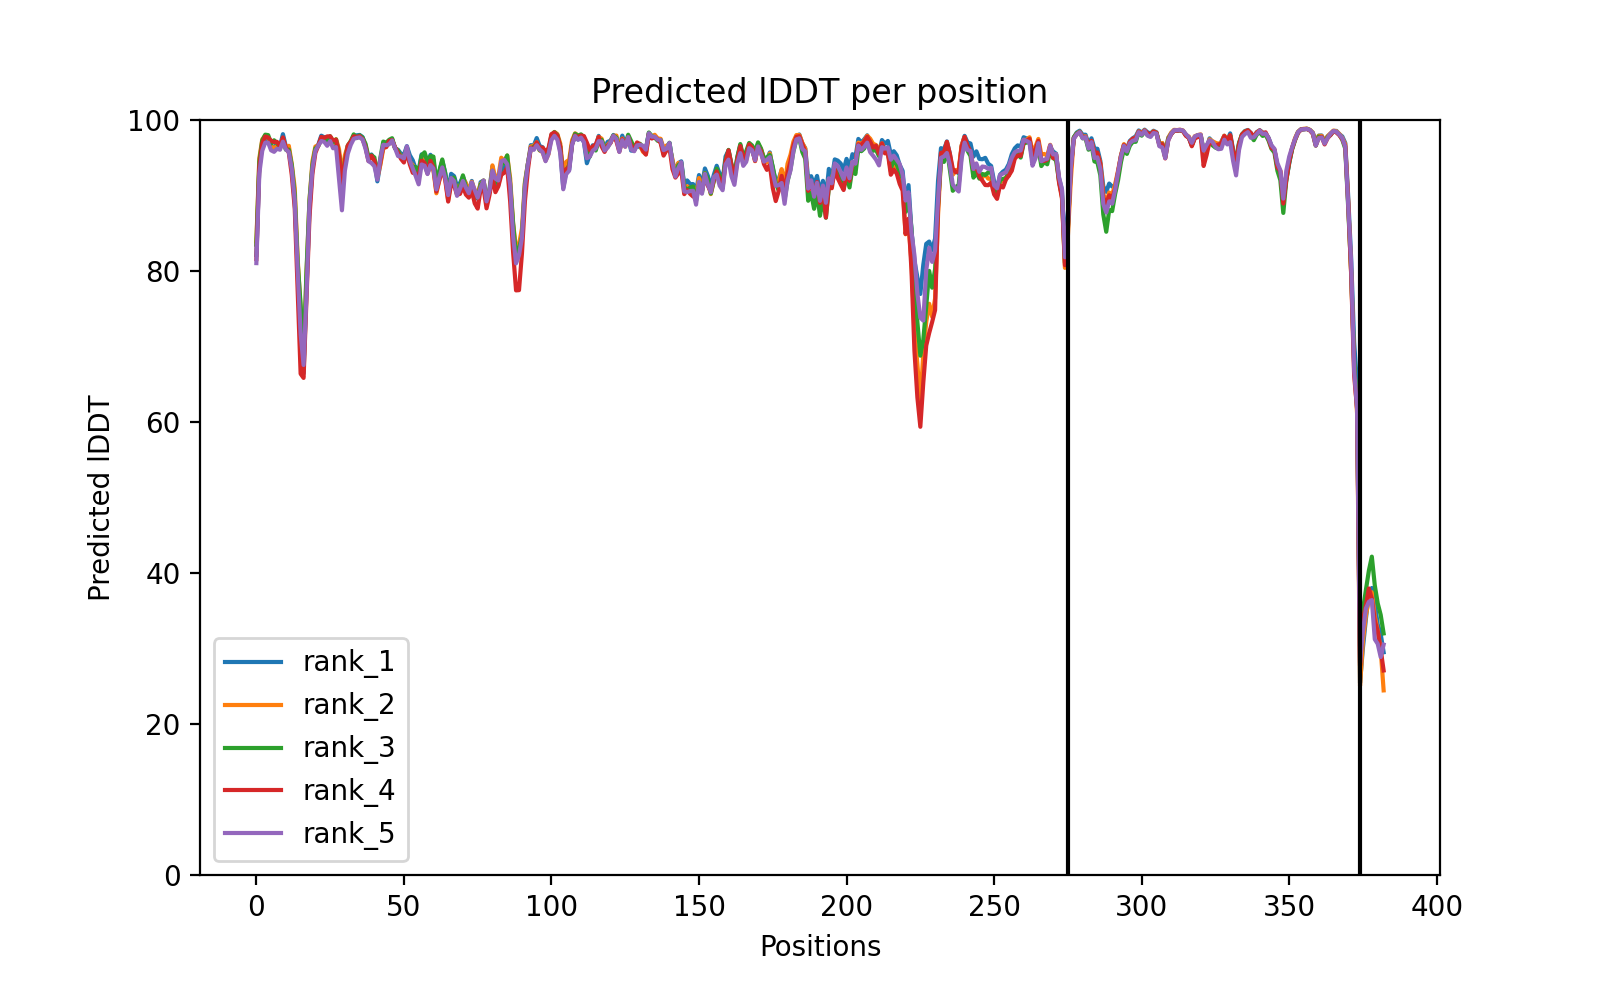 Predicted lDDT per position
100
80
60
40
20
0
Predicted lDDT
rank_1
rank_2
rank_3
rank_4
rank_5
0 50 100 150 200 250 300 350 400
Positions